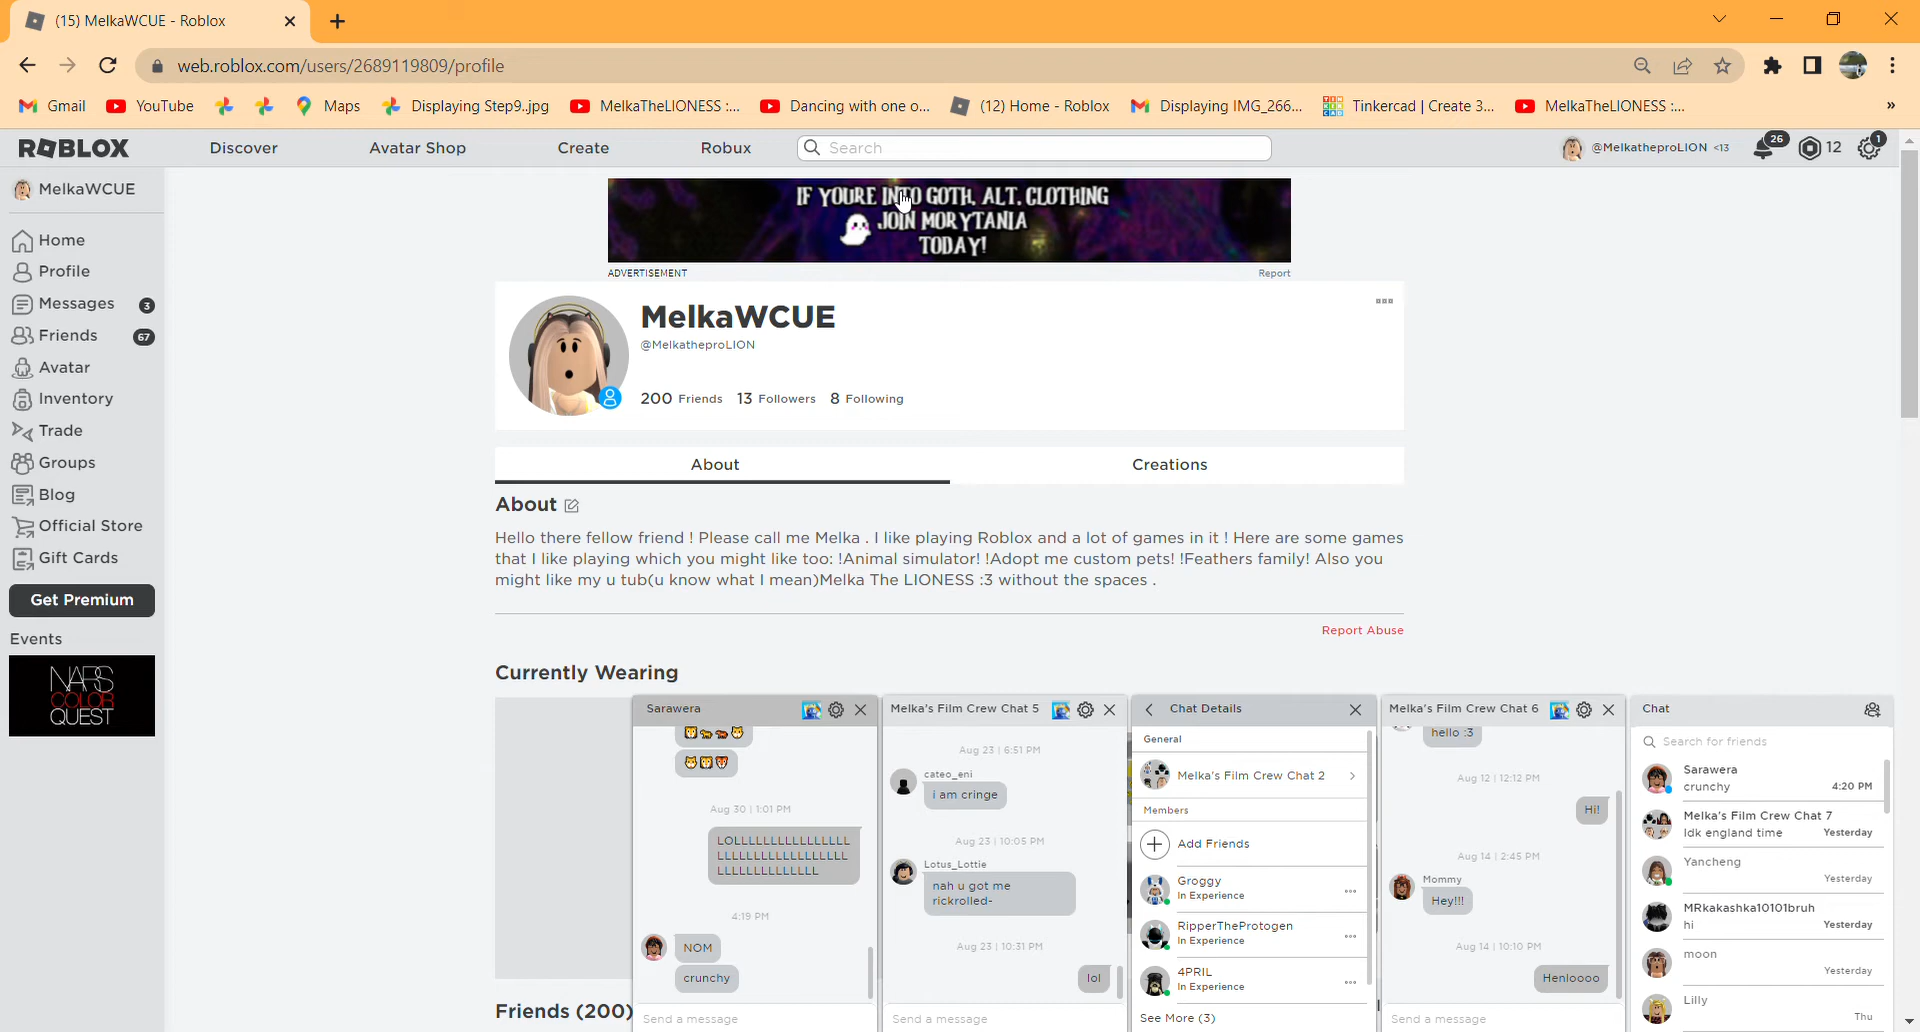 (15) MelkaWCUE - Roblox
web.roblox.com/users/2689119809/profile
Gmail
YouTube
Maps
Displaying Step9..jpg
MelkaTheLIONESS :...
Dancing with one o...
(12) Home - Roblox
Displaying IMG_266...
Tinkercad | Create 3...
MelkaTheLIONESS :...
»
ROBLOX
Discover
Avatar Shop
Create
Robux
Search
@MelkatheproLION <13
26
12
1
MelkaWCUE
Home
Profile
Messages 3
Friends 67
Avatar
Inventory
Trade
Groups
Blog
Official Store
Gift Cards
Get Premium
Events
NARS
COLOR
QUEST
IF YOURE INTO GOTH, ALT. CLOTHING
JOIN MORYTANIA
TODAY!
ADVERTISEMENT
Report
MelkaWCUE
@MelkatheproLION
200 Friends 13 Followers 8 Following
About
Creations
About
Hello there fellow friend ! Please call me Melka . I like playing Roblox and a lot of games in it ! Here are some games
that I like playing which you might like too: !Animal simulator! !Adopt me custom pets! !Feathers family! Also you
might like my u tub(u know what I mean)Melka The LIONESS :3 without the spaces .
Report Abuse
Currently Wearing
Friends (200)
Sarawera
Aug 30 | 1:01 PM
LOLLLLLLLLLLLLLLLL
LLLLLLLLLLLLLLLLLL
LLLLLLLLLLLLLL
4:19 PM
NOM
crunchy
Send a message
Melka's Film Crew Chat 5
Aug 23 | 6:51 PM
cateo_eni
i am cringe
Aug 23 | 10:05 PM
Lotus_Lottie
nah u got me
rickrolled-
Aug 23 | 10:31 PM
lol
Send a message
Chat Details
General
Melka's Film Crew Chat 2
Members
Add Friends
Groggy
In Experience
RipperTheProtogen
In Experience
4PRIL
In Experience
See More (3)
Melka's Film Crew Chat 6
hello :3
Aug 12 | 12:12 PM
Hi!
Aug 14 | 2:45 PM
Mommy
Hey!!!
Aug 14 | 10:10 PM
Henloooo
Send a message
Chat
Search for friends
Sarawera
crunchy 4:20 PM
Melka's Film Crew Chat 7
Idk england time Yesterday
Yancheng
Yesterday
MRkakashka10101bruh
hi Yesterday
moon
Yesterday
Lilly
Thu